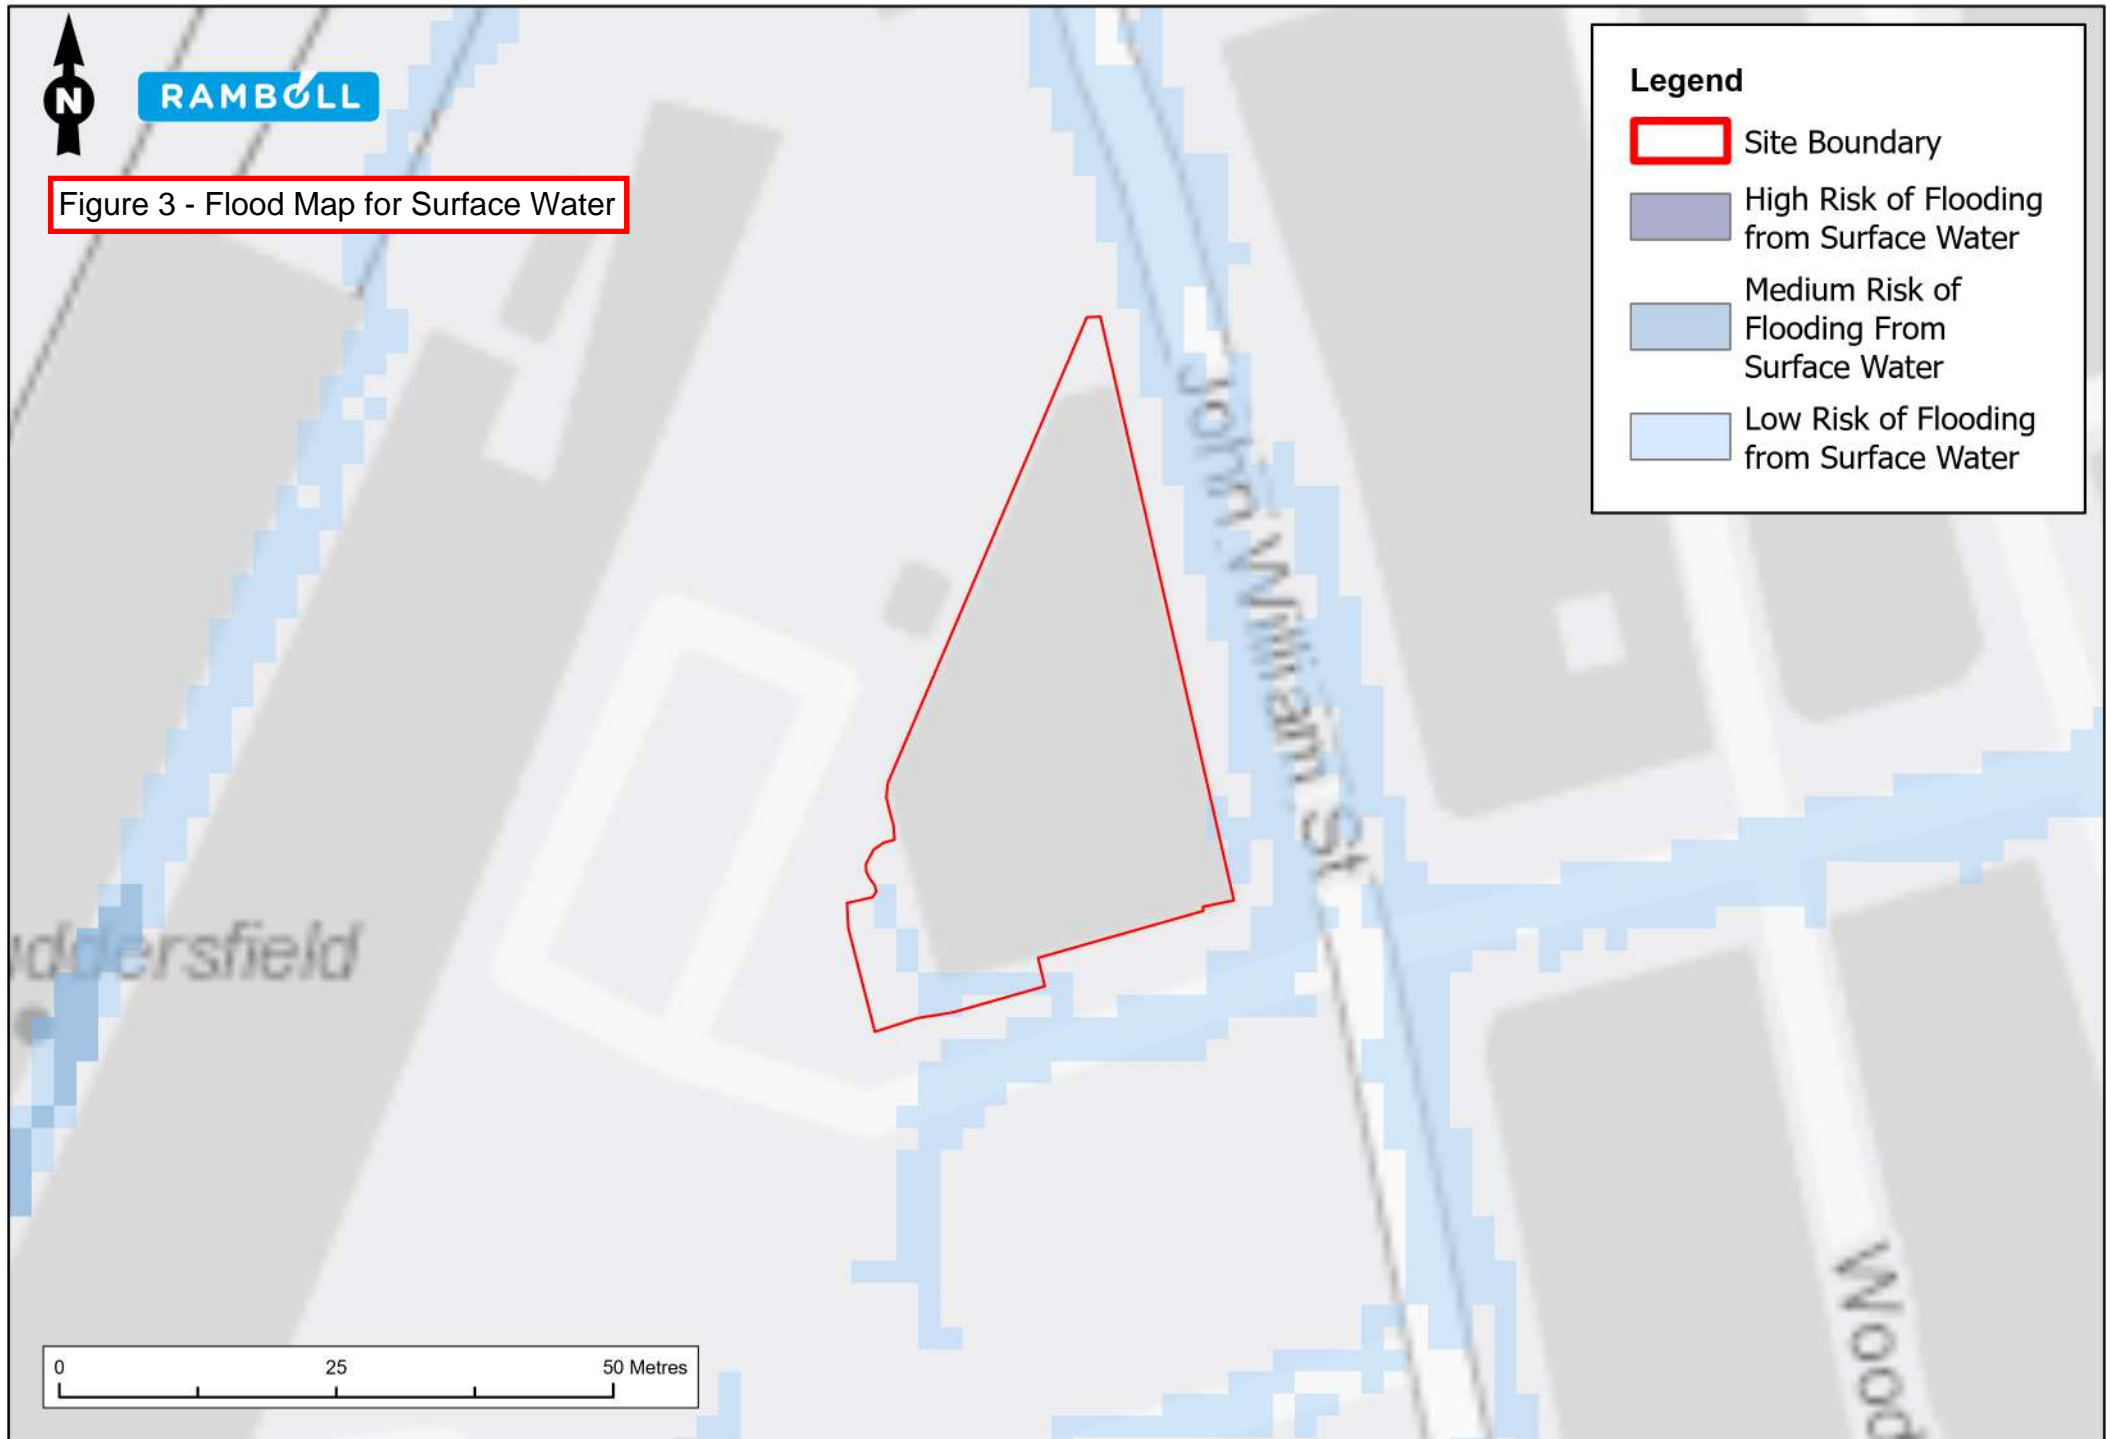 N
RAMBOLL
Figure 3 - Flood Map for Surface Water
Legend
Site Boundary
High Risk of Flooding
from Surface Water
Medium Risk of
Flooding From
Surface Water
Low Risk of Flooding
from Surface Water
John William St
uddersfield
Wood
0 25 50 Metres